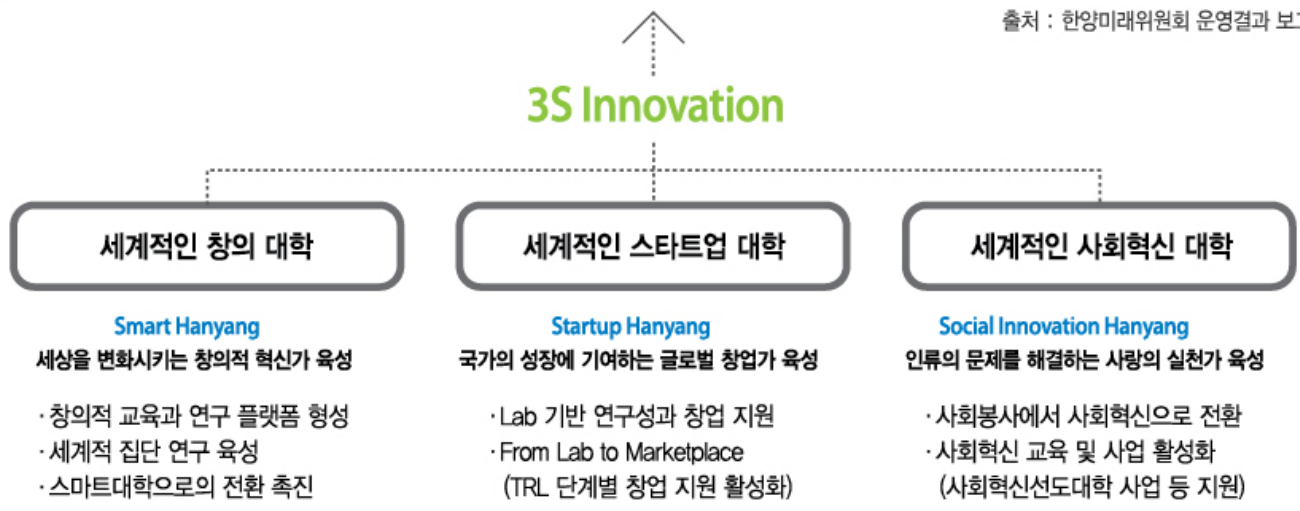 출처 : 한양미래위원회 운영결과
3S Innovation
세계적인 창의 대학
Smart Hanyang
세상을 변화시키는 창의적 혁신가 육성
· 창의적 교육과 연구 플랫폼 형성
· 세계적 집단 연구 육성
· 스마트대학으로의 전환 촉진
세계적인 스타트업 대학
Startup Hanyang
국가의 성장에 기여하는 글로벌 창업가 육성
· Lab 기반 연구성과 창업 지원
· From Lab to Marketplace
(TRL 단계별 창업 지원 활성화)
세계적인 사회혁신 대학
Social Innovation Hanyang
인류의 문제를 해결하는 사랑의 실천가 육성
· 사회봉사에서 사회혁신으로 전환
· 사회혁신 교육 및 사업 활성화
(사회혁신선도대학 사업 등 지원)